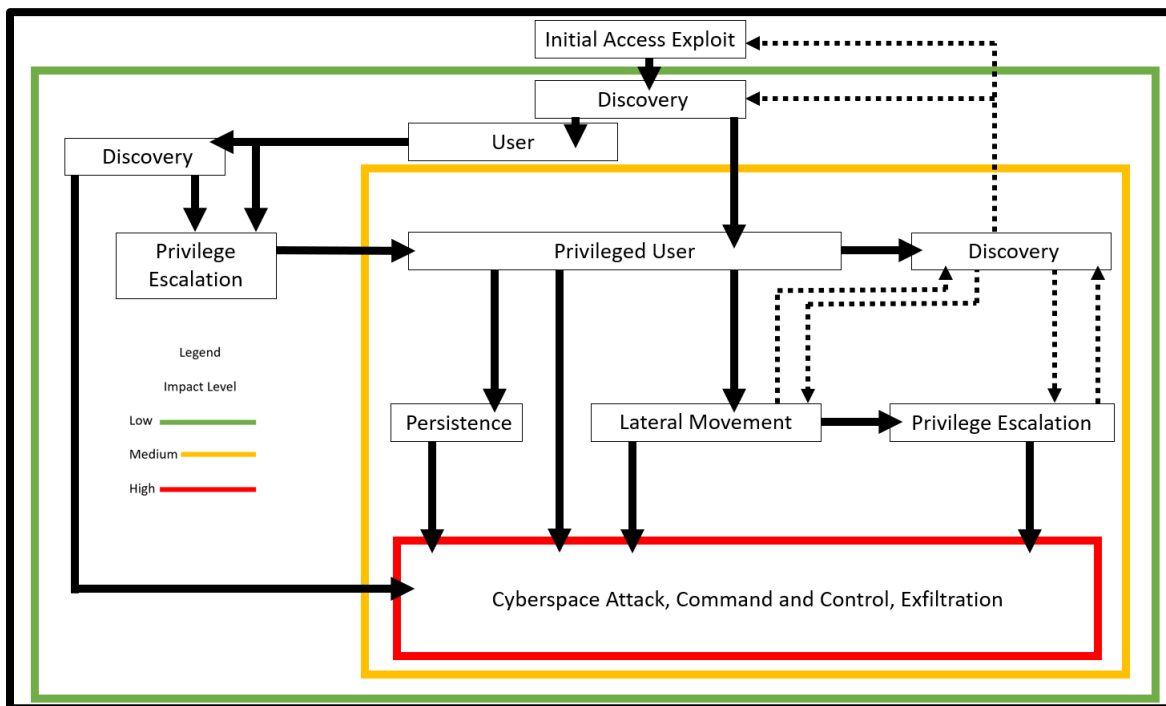 Initial Access Exploit
Discovery
User
Discovery
Privilege
Escalation
Privileged User
Discovery
Legend
Impact Level
Low
Medium
High
Persistence
Lateral Movement
Privilege Escalation
Cyberspace Attack, Command and Control, Exfiltration